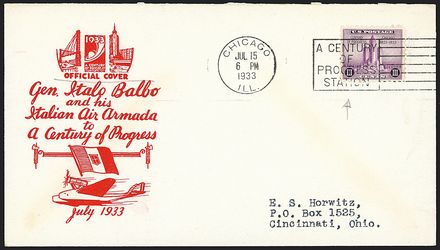 1933
OFFICIAL COVER
Gen. Italo Balbo
and his
Italian Air Armada
to
A Century of Progress
July 1933
CHICAGO
JUL 15
6 PM
1933
ILL.
U.S. POSTAGE
A CENTURY
OF
PROGRESS
STATION
E. S. Horwitz,
P.O. Box 1525,
Cincinnati, Ohio.